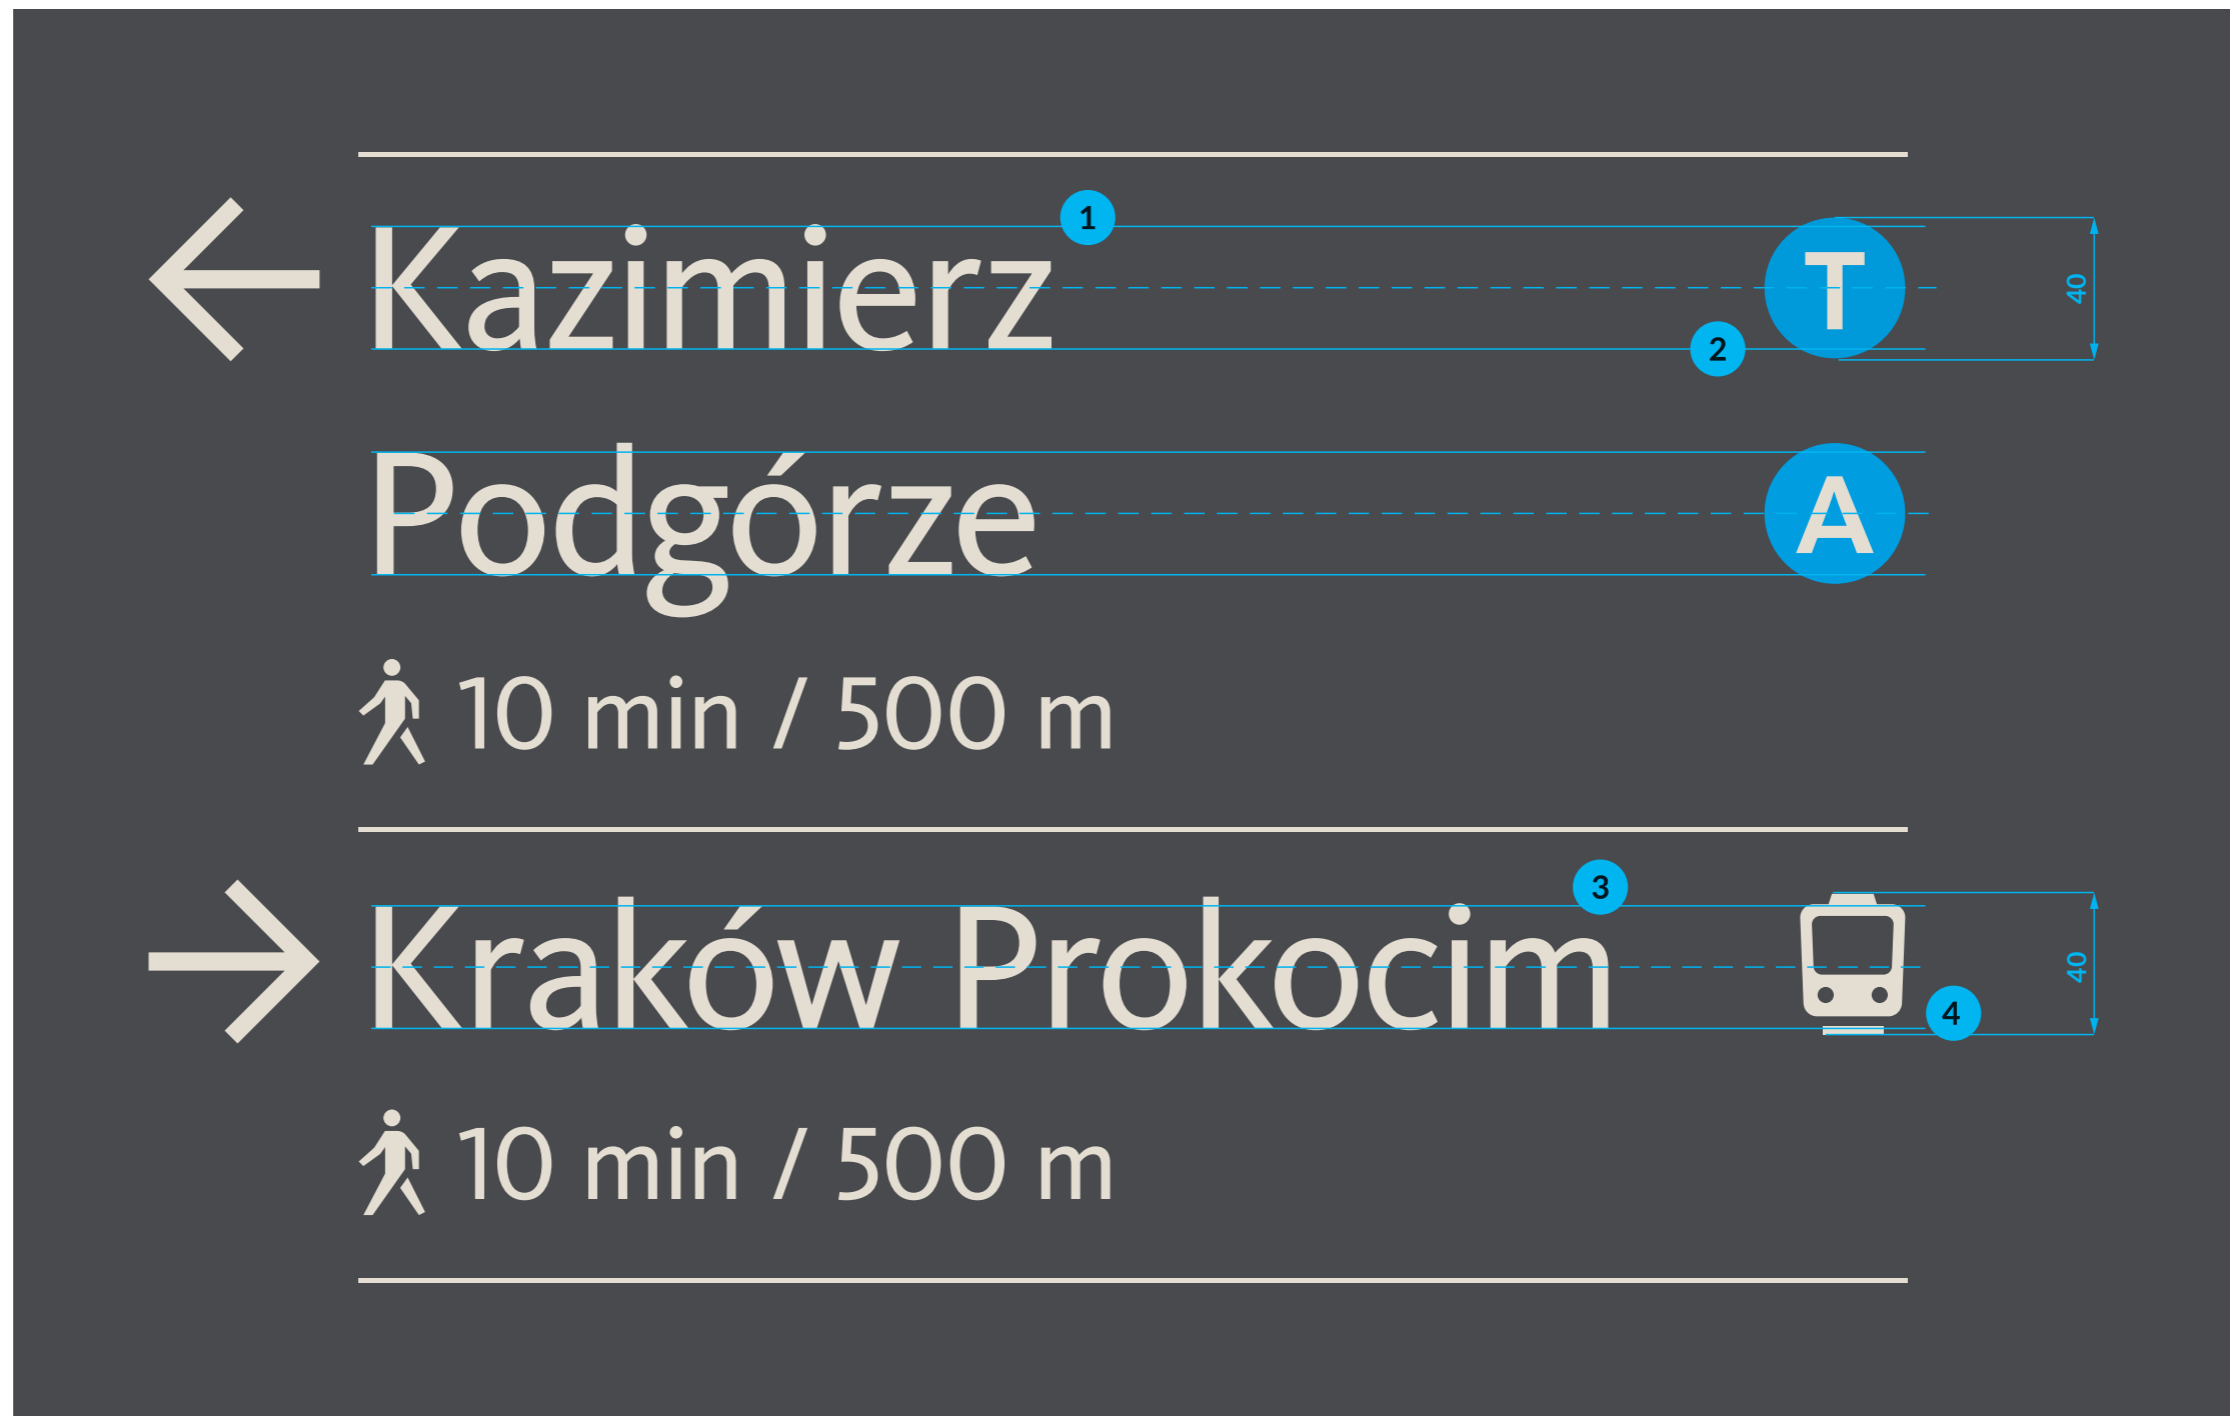 Kazimierz 1 T 40
2
Podgórze A
10 min / 500 m
3
Kraków Prokocim 40
4
10 min / 500 m